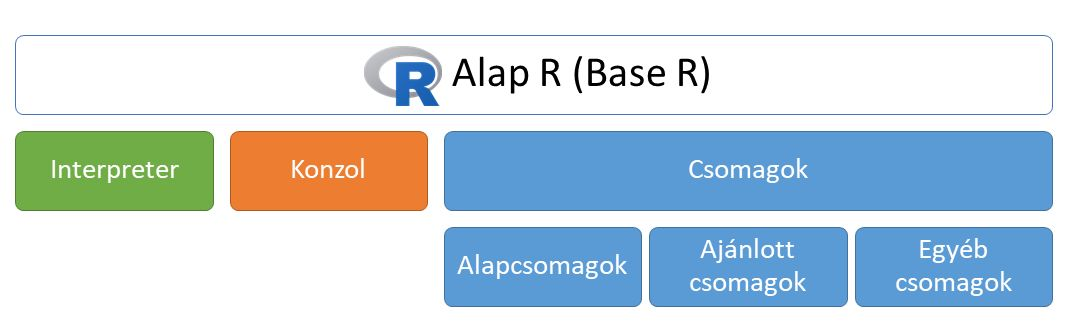 R Alap R (Base R)
Interpreter
Konzol
Csomagok
Alapcsomagok
Ajánlott
csomagok
Egyéb
csomagok